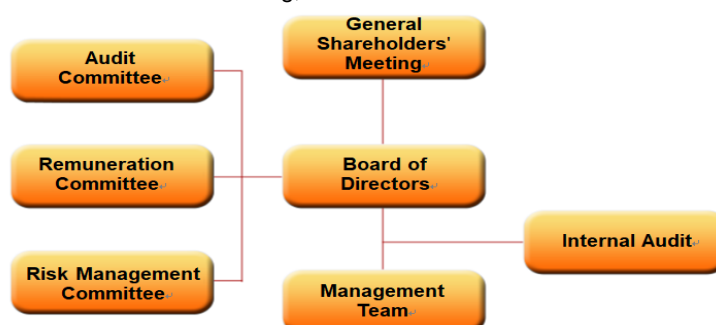 General
Shareholders'
Meeting
Audit
Committee
Remuneration
Committee
Board of
Directors
Internal Audit
Risk Management
Committee
Management
Team